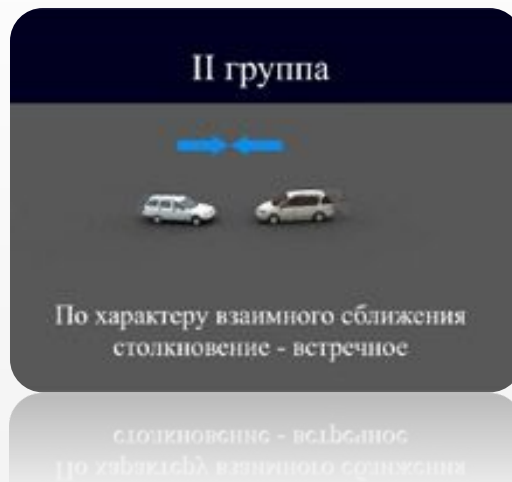 II группа
По характеру взаимного сближения
столкновение - встречное